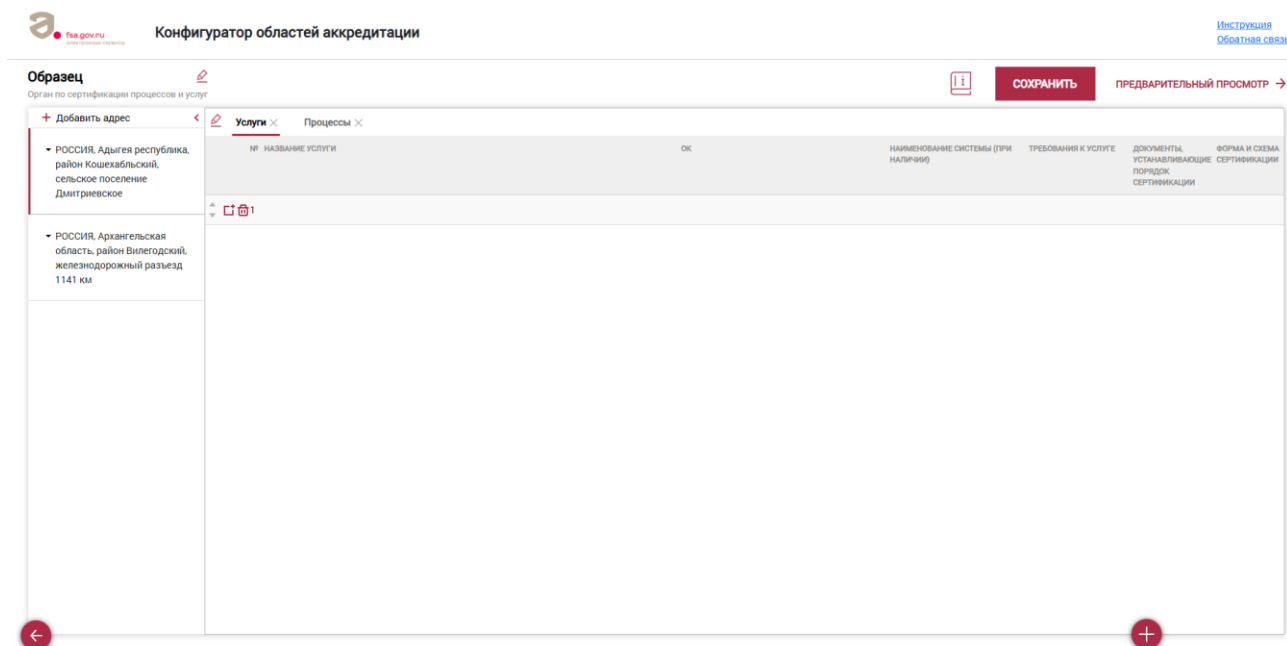 fsa.gov.ru
электронные сервисы
Конфигуратор областей аккредитации
Инструкция
Обратная связь
Образец
Орган по сертификации процессов и услуг
СОХРАНИТЬ
ПРЕДВАРИТЕЛЬНЫЙ ПРОСМОТР →
+ Добавить адрес
РОССИЯ, Адыгея республика,
район Кошехабльский,
сельское поселение
Дмитриевское
РОССИЯ, Архангельская
область, район Вилегодский,
железнодорожный разъезд
1141 км
Услуги ×
Процессы ×
№ НАЗВАНИЕ УСЛУГИ
ОК
НАИМЕНОВАНИЕ СИСТЕМЫ (ПРИ
НАЛИЧИИ)
ТРЕБОВАНИЯ К УСЛУГЕ
ДОКУМЕНТЫ,
УСТАНАВЛИВАЮЩИЕ
ПОРЯДОК
СЕРТИФИКАЦИИ
ФОРМА И СХЕМА
СЕРТИФИКАЦИИ
1